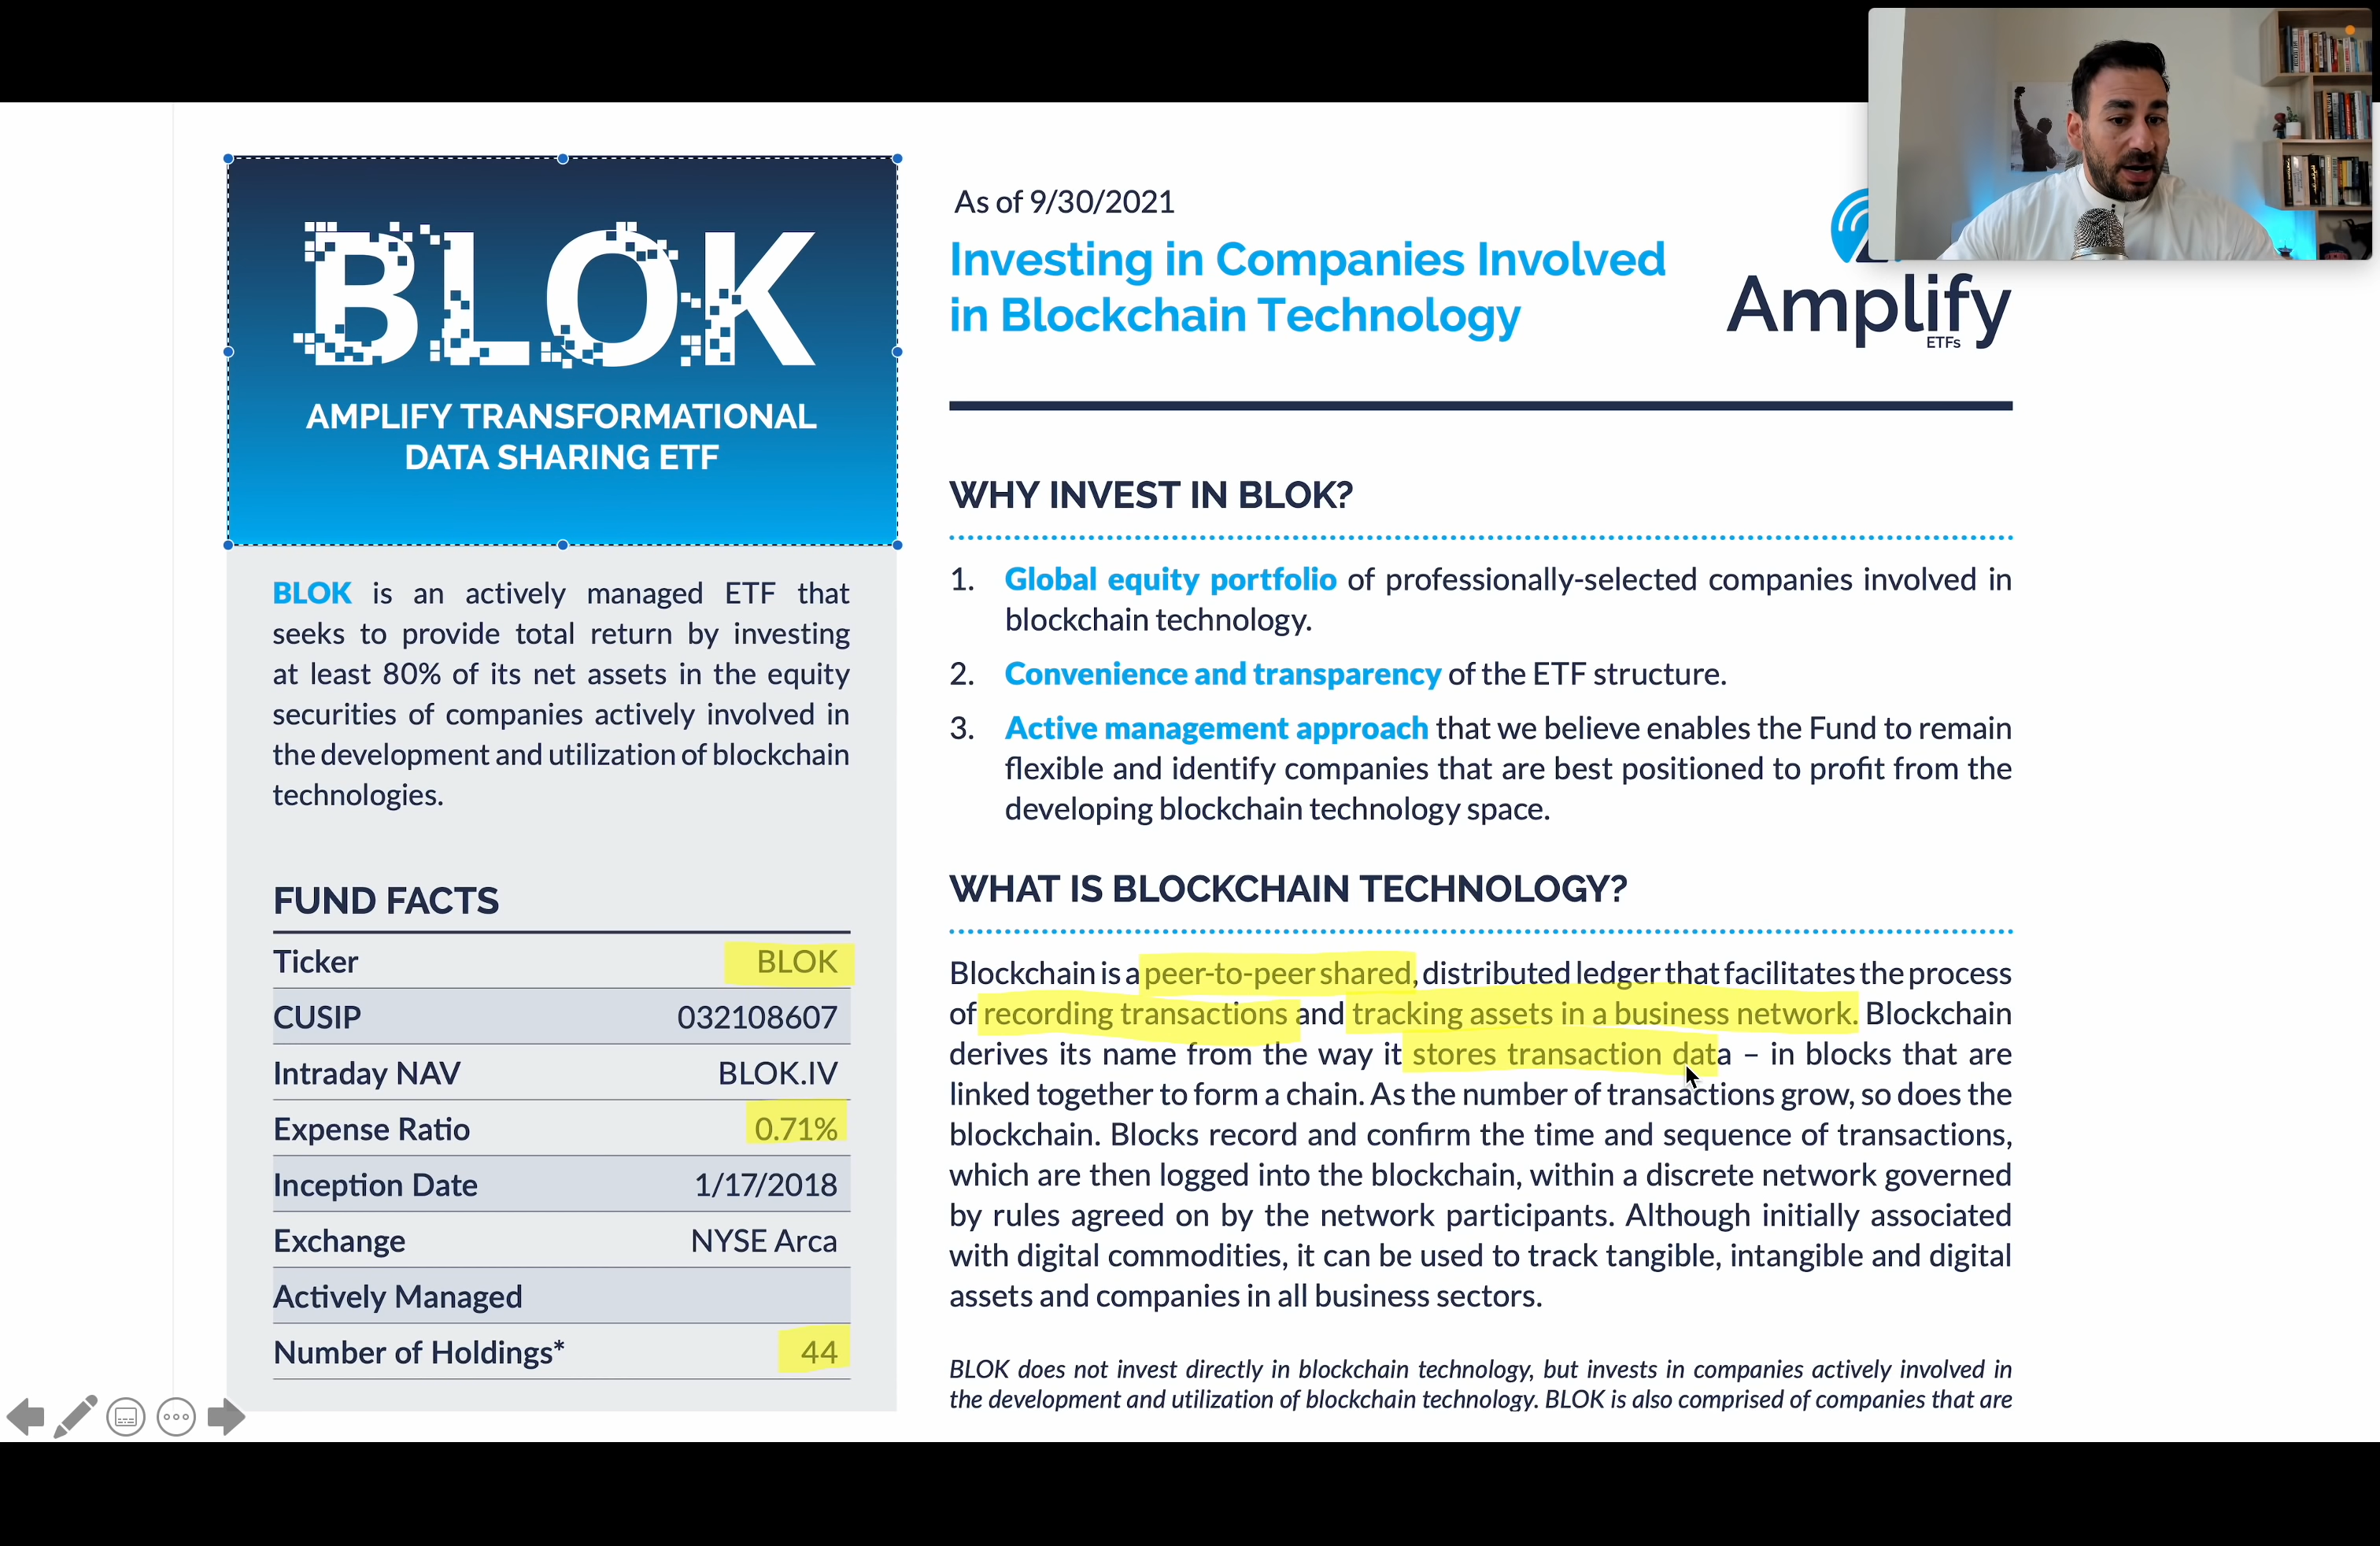 BLOK
AMPLIFY TRANSFORMATIONAL
DATA SHARING ETF
BLOK is an actively managed ETF that
seeks to provide total return by investing
at least 80% of its net assets in the equity
securities of companies actively involved in
the development and utilization of blockchain
technologies.
FUND FACTS
Ticker BLOK
CUSIP 032108607
Intraday NAV BLOK.IV
Expense Ratio 0.71%
Inception Date 1/17/2018
Exchange NYSE Arca
Actively Managed
Number of Holdings* 44
As of 9/30/2021
Investing in Companies Involved
in Blockchain Technology
Amplify
ETFs
WHY INVEST IN BLOK?
1. Global equity portfolio of professionally-selected companies involved in
blockchain technology.
2. Convenience and transparency of the ETF structure.
3. Active management approach that we believe enables the Fund to remain
flexible and identify companies that are best positioned to profit from the
developing blockchain technology space.
WHAT IS BLOCKCHAIN TECHNOLOGY?
Blockchain is a peer-to-peer shared, distributed ledger that facilitates the process
of recording transactions and tracking assets in a business network. Blockchain
derives its name from the way it stores transaction data – in blocks that are
linked together to form a chain. As the number of transactions grow, so does the
blockchain. Blocks record and confirm the time and sequence of transactions,
which are then logged into the blockchain, within a discrete network governed
by rules agreed on by the network participants. Although initially associated
with digital commodities, it can be used to track tangible, intangible and digital
assets and companies in all business sectors.
BLOK does not invest directly in blockchain technology, but invests in companies actively involved in
the development and utilization of blockchain technology. BLOK is also comprised of companies that are